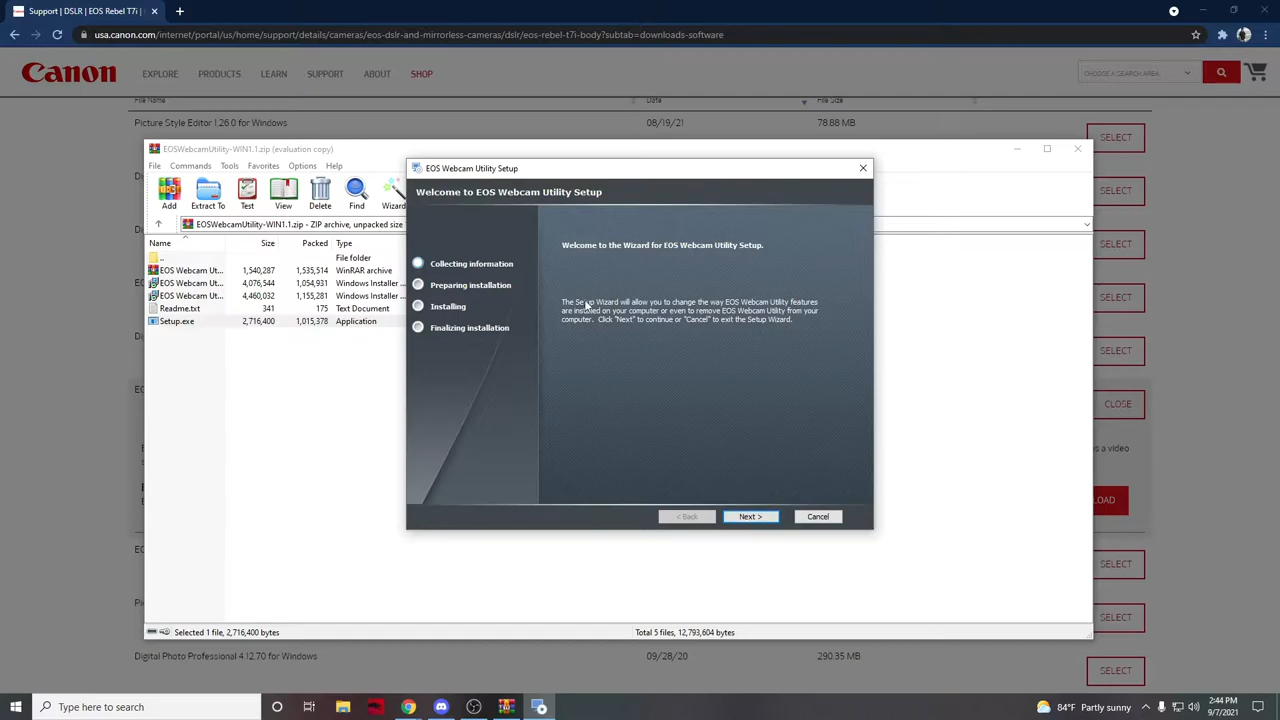 Support | DSLR | EOS Rebel T7i |
usa.canon.com/internet/portal/us/home/support/details/cameras/eos-dslr-and-mirrorless-cameras/dslr/eos-rebel-t7i-body?subtab=downloads-software
Canon
EXPLORE
PRODUCTS
LEARN
SUPPORT
ABOUT
SHOP
CHOOSE A SEARCH AREA
File Name
Date
File Size
Picture Style Editor 1.26.0 for Windows
08/19/21
78.88 MB
SELECT
EOSWebcamUtility-WIN1.1.zip (evaluation copy)
File
Commands
Tools
Favorites
Options
Help
Add
Extract To
Test
View
Delete
Find
Wizard
EOSWebcamUtility-WIN1.1.zip - ZIP archive, unpacked size
Name
Size
Packed
Type
..
File folder
EOS Webcam Ut...
1,540,287
1,535,514
WinRAR archive
EOS Webcam Ut...
4,076,544
1,054,931
Windows Installer ...
EOS Webcam Ut...
4,460,032
1,155,281
Windows Installer ...
Readme.txt
341
175
Text Document
Setup.exe
2,716,400
1,015,378
Application
EOS Webcam Utility Setup
Welcome to EOS Webcam Utility Setup
Collecting information
Preparing installation
Installing
Finalizing installation
Welcome to the Wizard for EOS Webcam Utility Setup.
The Setup Wizard will allow you to change the way EOS Webcam Utility features
are installed on your computer or even to remove EOS Webcam Utility from your
computer. Click "Next" to continue or "Cancel" to exit the Setup Wizard.
< Back
Next >
Cancel
SELECT
SELECT
SELECT
SELECT
CLOSE
s a video
LOAD
SELECT
SELECT
Selected 1 file, 2,716,400 bytes
Total 5 files, 12,793,604 bytes
Digital Photo Professional 4.12.70 for Windows
09/28/20
290.35 MB
SELECT
Type here to search
84°F Partly sunny
2:44 PM
9/7/2021